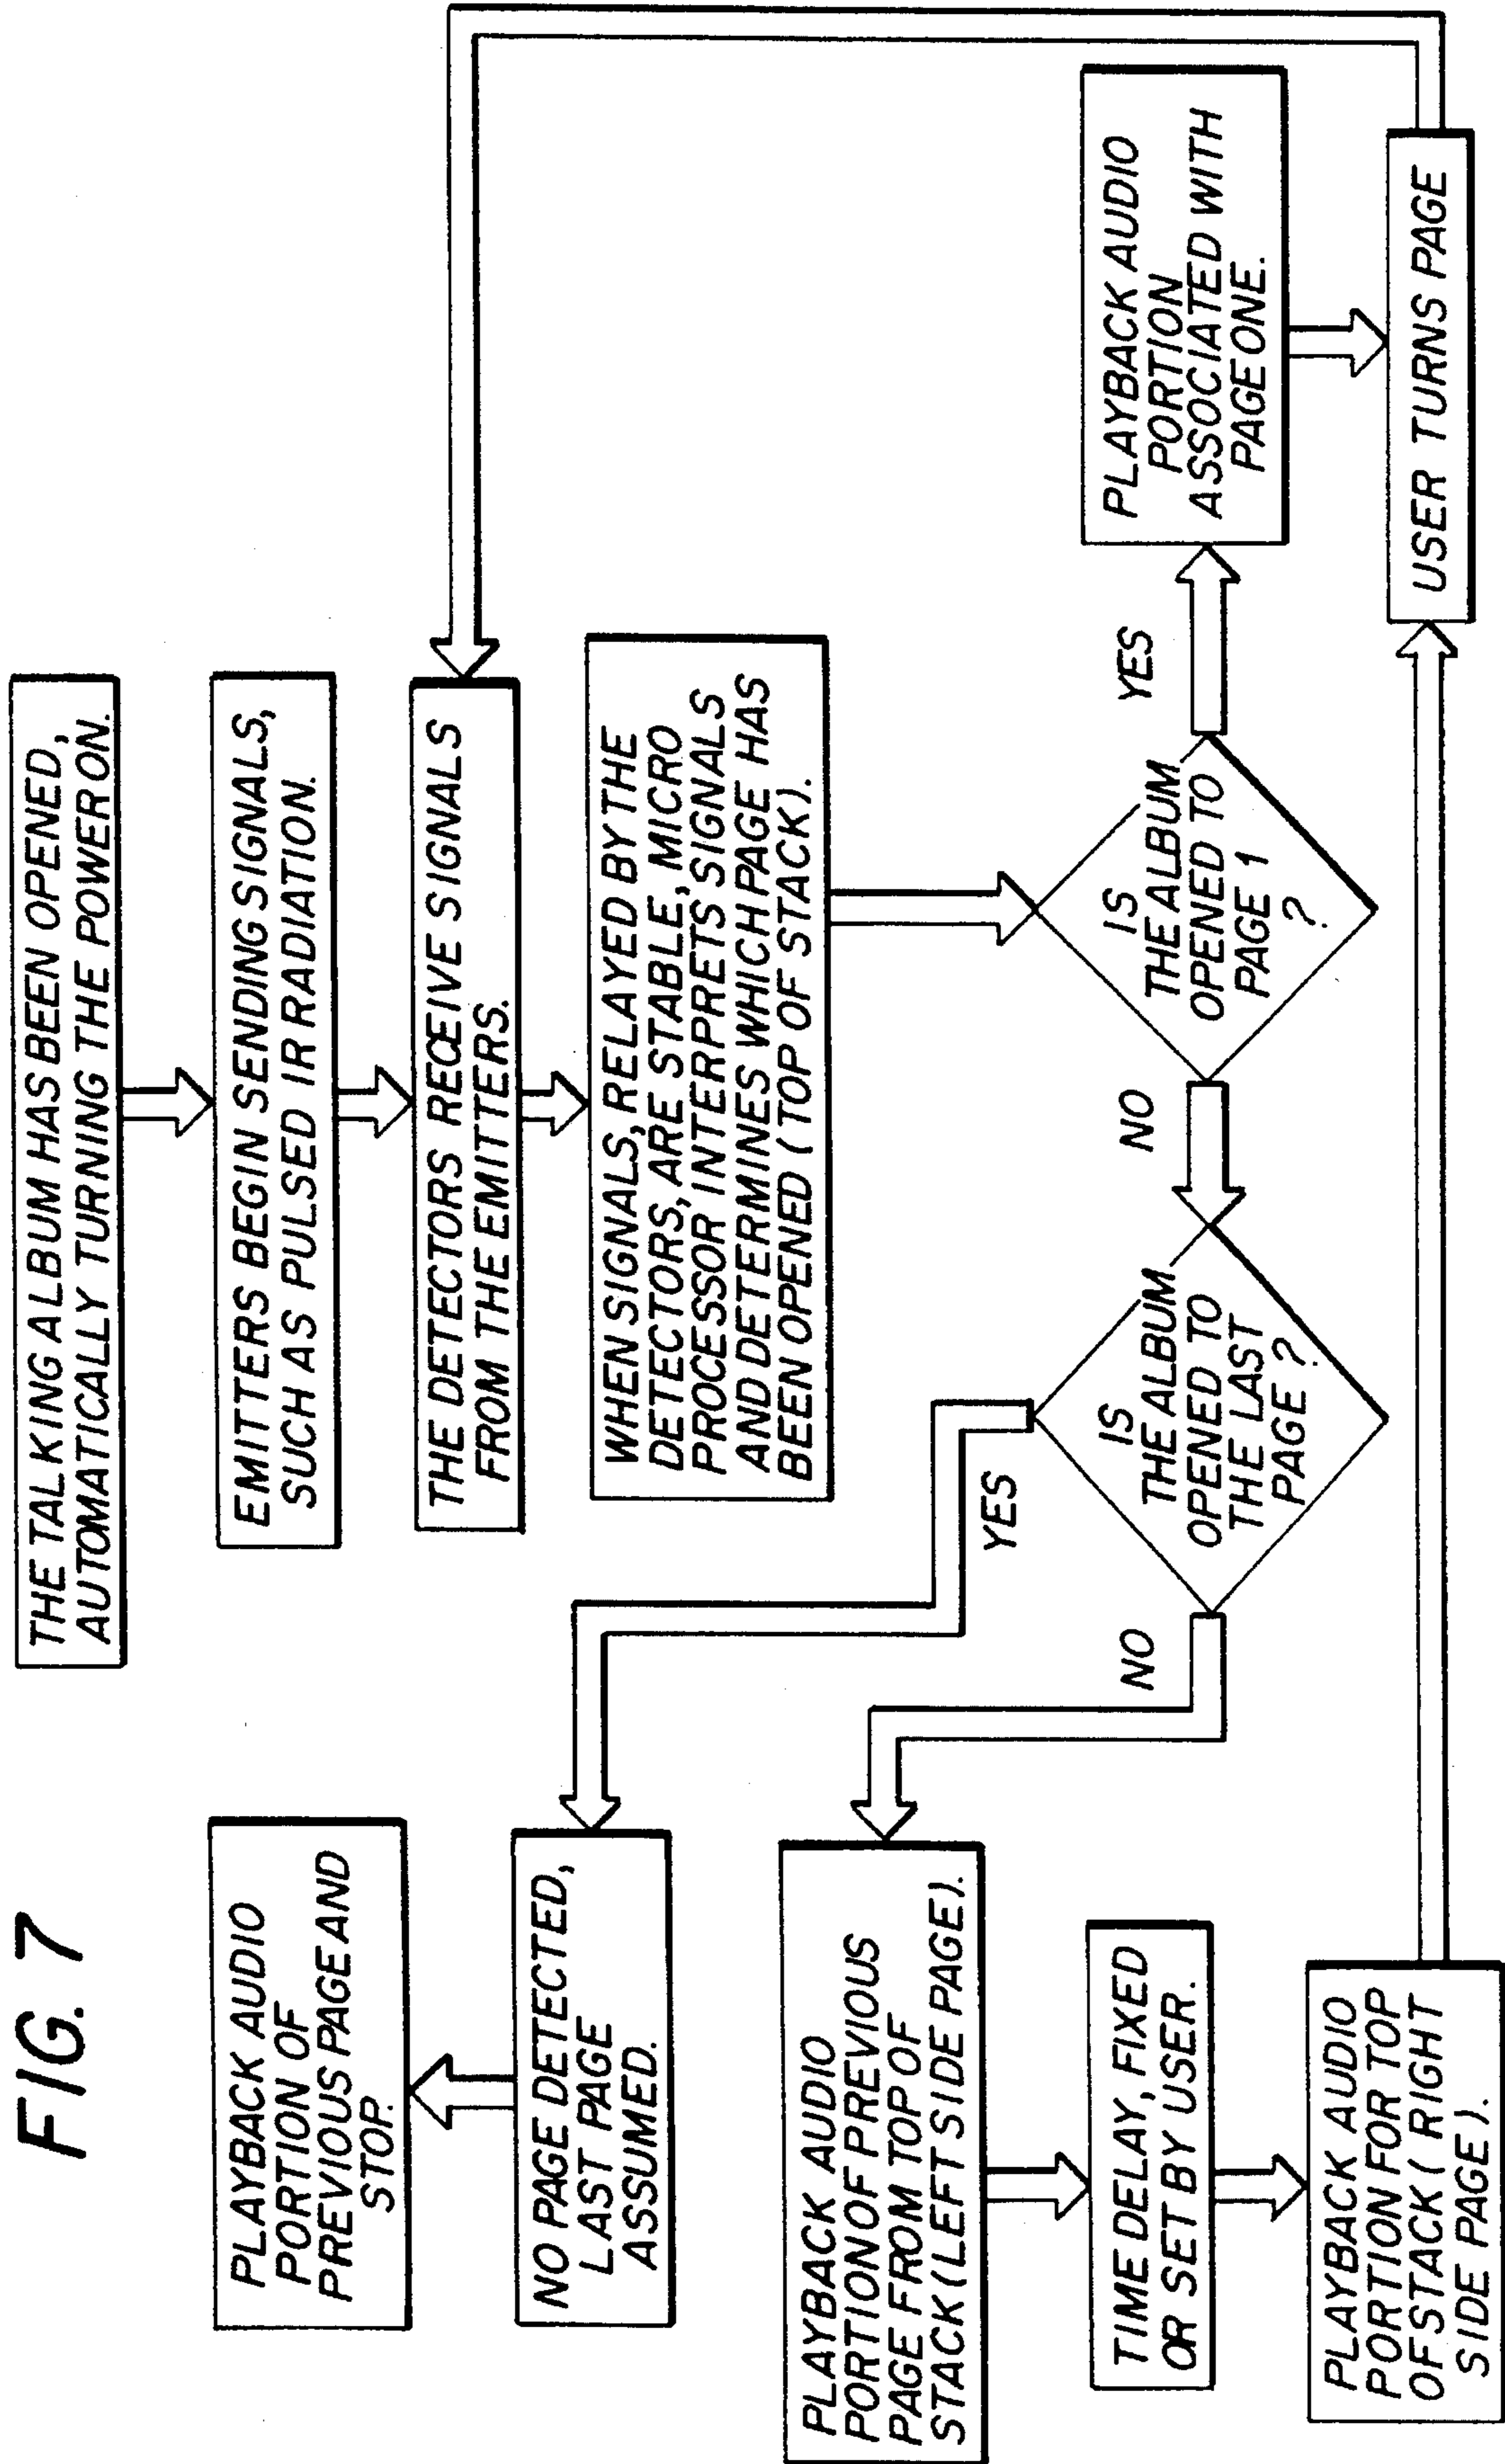 FIG. 7
THE TALKING ALBUM HAS BEEN OPENED,
AUTOMATICALLY TURNING THE POWER ON.
EMITTERS BEGIN SENDING SIGNALS,
SUCH AS PULSED IR RADIATION.
THE DETECTORS RECEIVE SIGNALS
FROM THE EMITTERS.
WHEN SIGNALS, RELAYED BY THE
DETECTORS, ARE STABLE, MICRO
PROCESSOR INTERPRETS SIGNALS
AND DETERMINES WHICH PAGE HAS
BEEN OPENED (TOP OF STACK).
IS
THE ALBUM
OPENED TO
PAGE 1
?
YES
PLAYBACK AUDIO
PORTION
ASSOCIATED WITH
PAGE ONE.
USER TURNS PAGE
NO
IS
THE ALBUM
OPENED TO
THE LAST
PAGE ?
YES
NO PAGE DETECTED,
LAST PAGE
ASSUMED.
PLAYBACK AUDIO
PORTION OF
PREVIOUS PAGE AND
STOP.
NO
PLAYBACK AUDIO
PORTION OF PREVIOUS
PAGE FROM TOP OF
STACK (LEFT SIDE PAGE).
TIME DELAY, FIXED
OR SET BY USER.
PLAYBACK AUDIO
PORTION FOR TOP
OF STACK ( RIGHT
SIDE PAGE ).